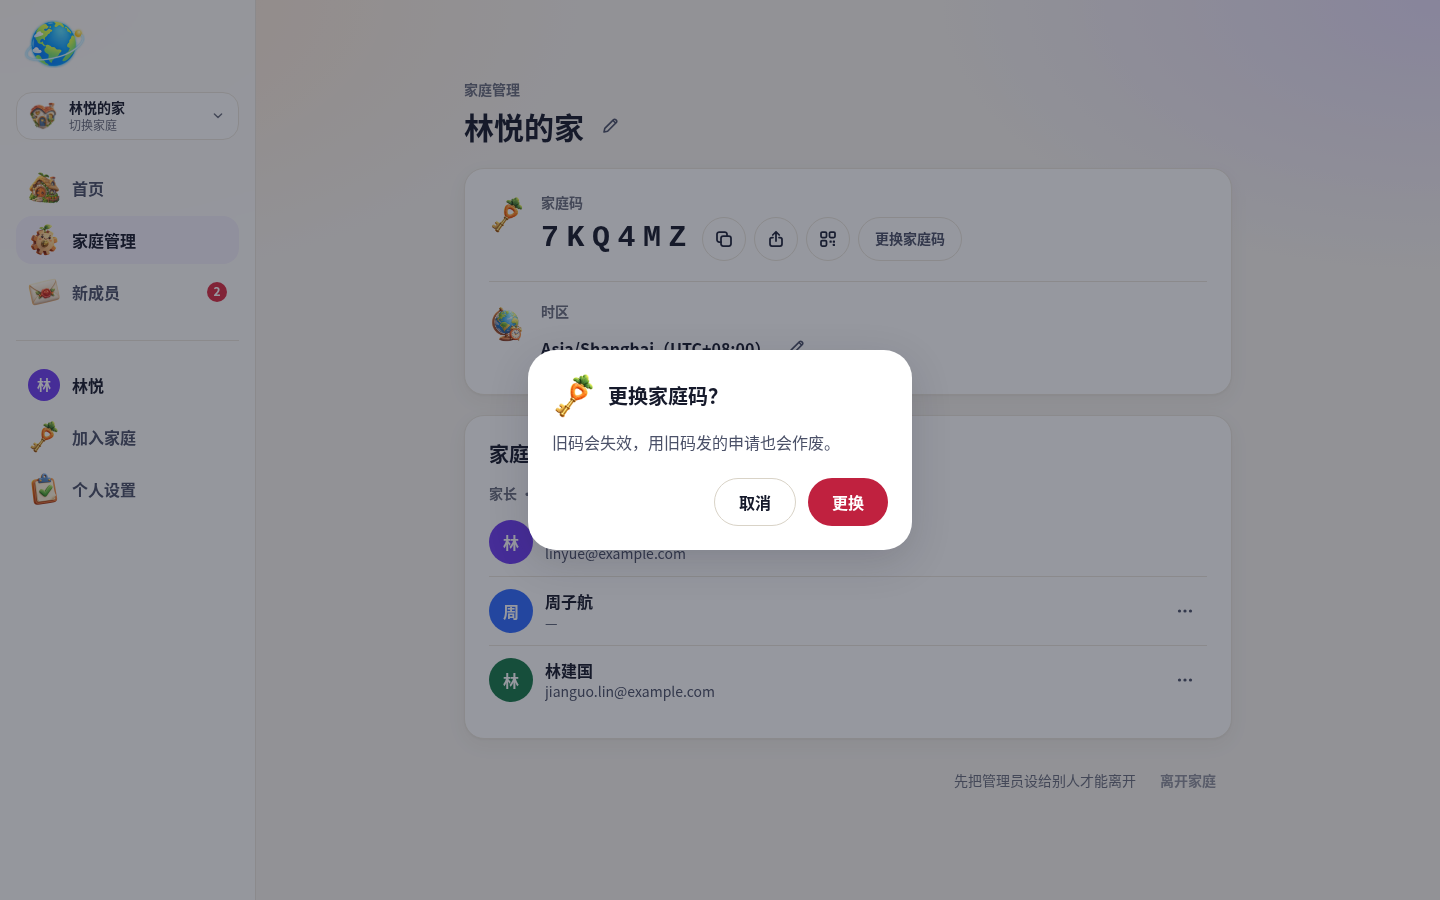 林悦的家
切换家庭
首页
家庭管理
新成员
2
林
林悦
加入家庭
个人设置
家庭管理
林悦的家
家庭码
7KQ4MZ
更换家庭码
时区
Asia/Shanghai (UTC+08:00)
更换家庭码?
旧码会失效，用旧码发的申请也会作废。
取消
更换
家庭
家长
林
linyue@example.com
周
周子航
—
林
林建国
jianguo.lin@example.com
先把管理员设给别人才能离开
离开家庭